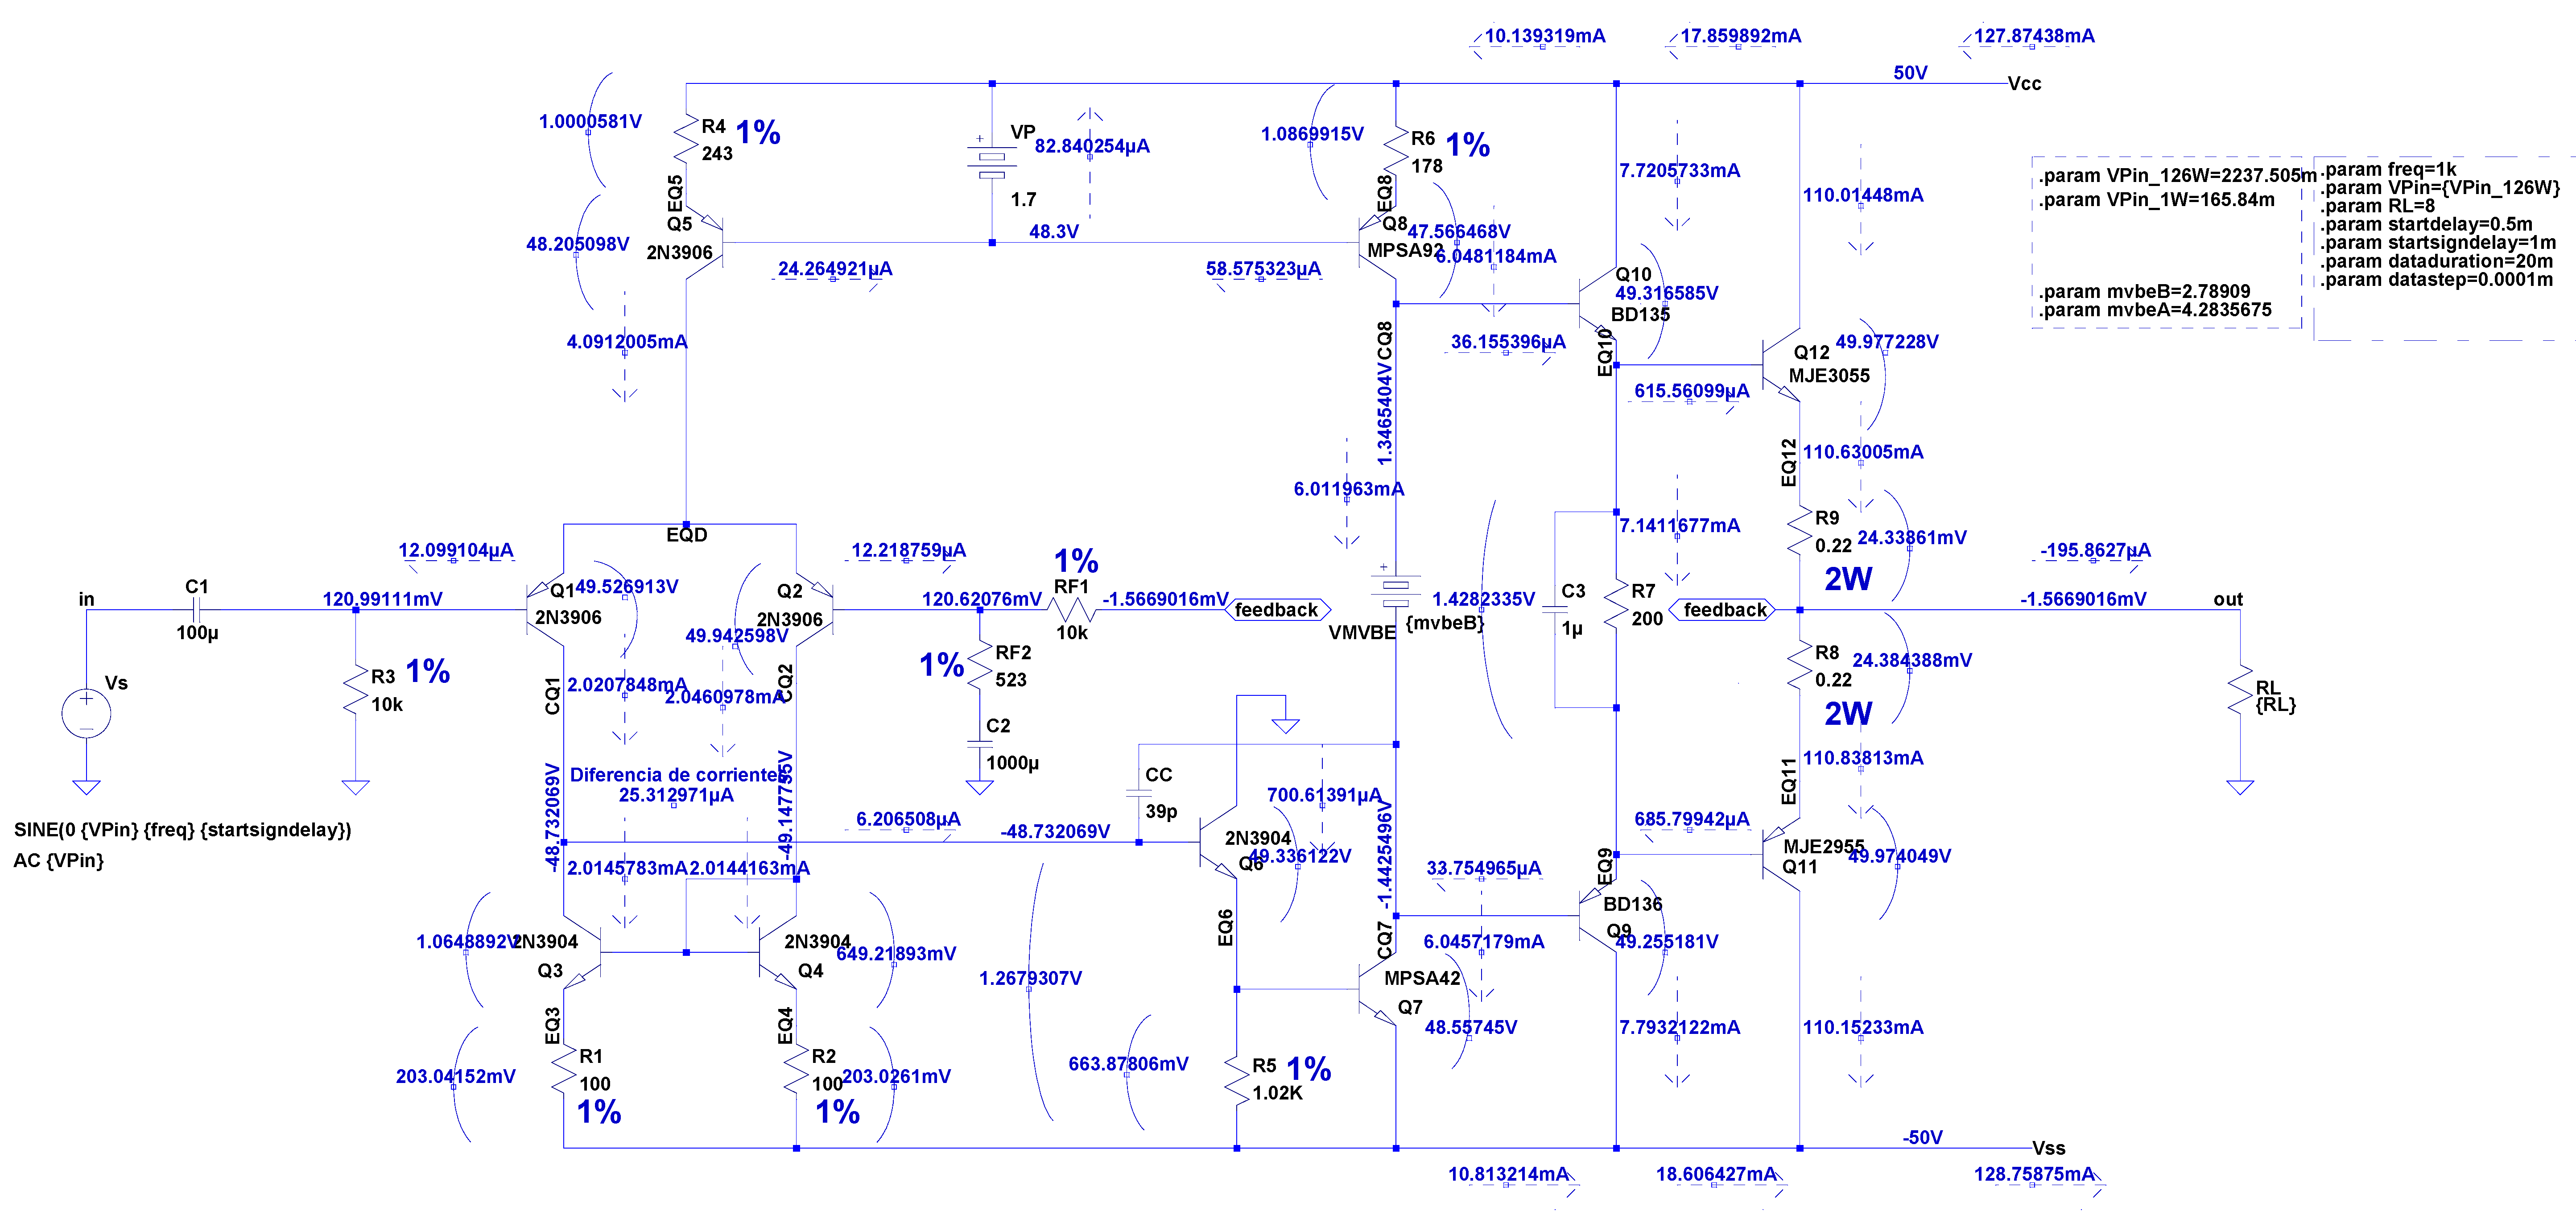 10.139319mA
17.859892mA
127.87438mA
50V
Vcc
1.0000581V
R4
1%
243
VP
82.840254µA
1.7
1.0869915V
R6
1%
178
7.7205733mA
110.01448mA
.param VPin_126W=2237.505m
.param VPin_1W=165.84m
.param mvbeB=2.78909
.param mvbeA=4.2835675
.param freq=1k
.param VPin={VPin_126W}
.param RL=8
.param startdelay=0.5m
.param startsigndelay=1m
.param dataduration=20m
.param datastep=0.0001m
EQ5
Q5
48.205098V
2N3906
48.3V
24.264921µA
58.575323µA
EQ8
Q8
47.566468V
MPSA92
6.0481184mA
Q10
49.316585V
BD135
4.0912005mA
36.155396µA
EQ10
CQ8
1.3465404V
Q12
49.977228V
MJE3055
615.56099µA
EQ12
110.63005mA
6.011963mA
EQD
12.099104µA
12.218759µA
1%
RF1
10k
7.1411677mA
R9
0.22
24.33861mV
2W
-195.8627µA
in
C1
100µ
120.99111mV
Q1
49.526913V
2N3906
Q2
2N3906
49.942598V
120.62076mV
-1.5669016mV
feedback
VMVBE
{mvbeB}
1.4282335V
C3
1µ
R7
200
feedback
-1.5669016mV
out
Vs
R3
10k
1%
CQ1
2.0207848mA
2.0460978mA
CQ2
1%
RF2
523
C2
1000µ
R8
0.22
24.384388mV
2W
RL
{RL}
Diferencia de corrientes
25.312971µA
-48.732069V
-49.147755V
CC
39p
700.61391µA
EQ11
110.83813mA
SINE(0 {VPin} {freq} {startsigndelay})
AC {VPin}
6.206508µA
-48.732069V
2N3904
Q6
49.336122V
-1.4425496V
685.79942µA
MJE2955
Q11
49.974049V
2.0145783mA
2.0144163mA
33.754965µA
EQ9
BD136
Q9
49.255181V
1.0648892V
2N3904
Q3
2N3904
Q4
649.21893mV
EQ6
1.2679307V
CQ7
6.0457179mA
MPSA42
Q7
48.55745V
7.7932122mA
110.15233mA
EQ3
EQ4
203.04152mV
R1
100
1%
R2
100
203.0261mV
1%
663.87806mV
R5
1%
1.02K
-50V
Vss
10.813214mA
18.606427mA
128.75875mA